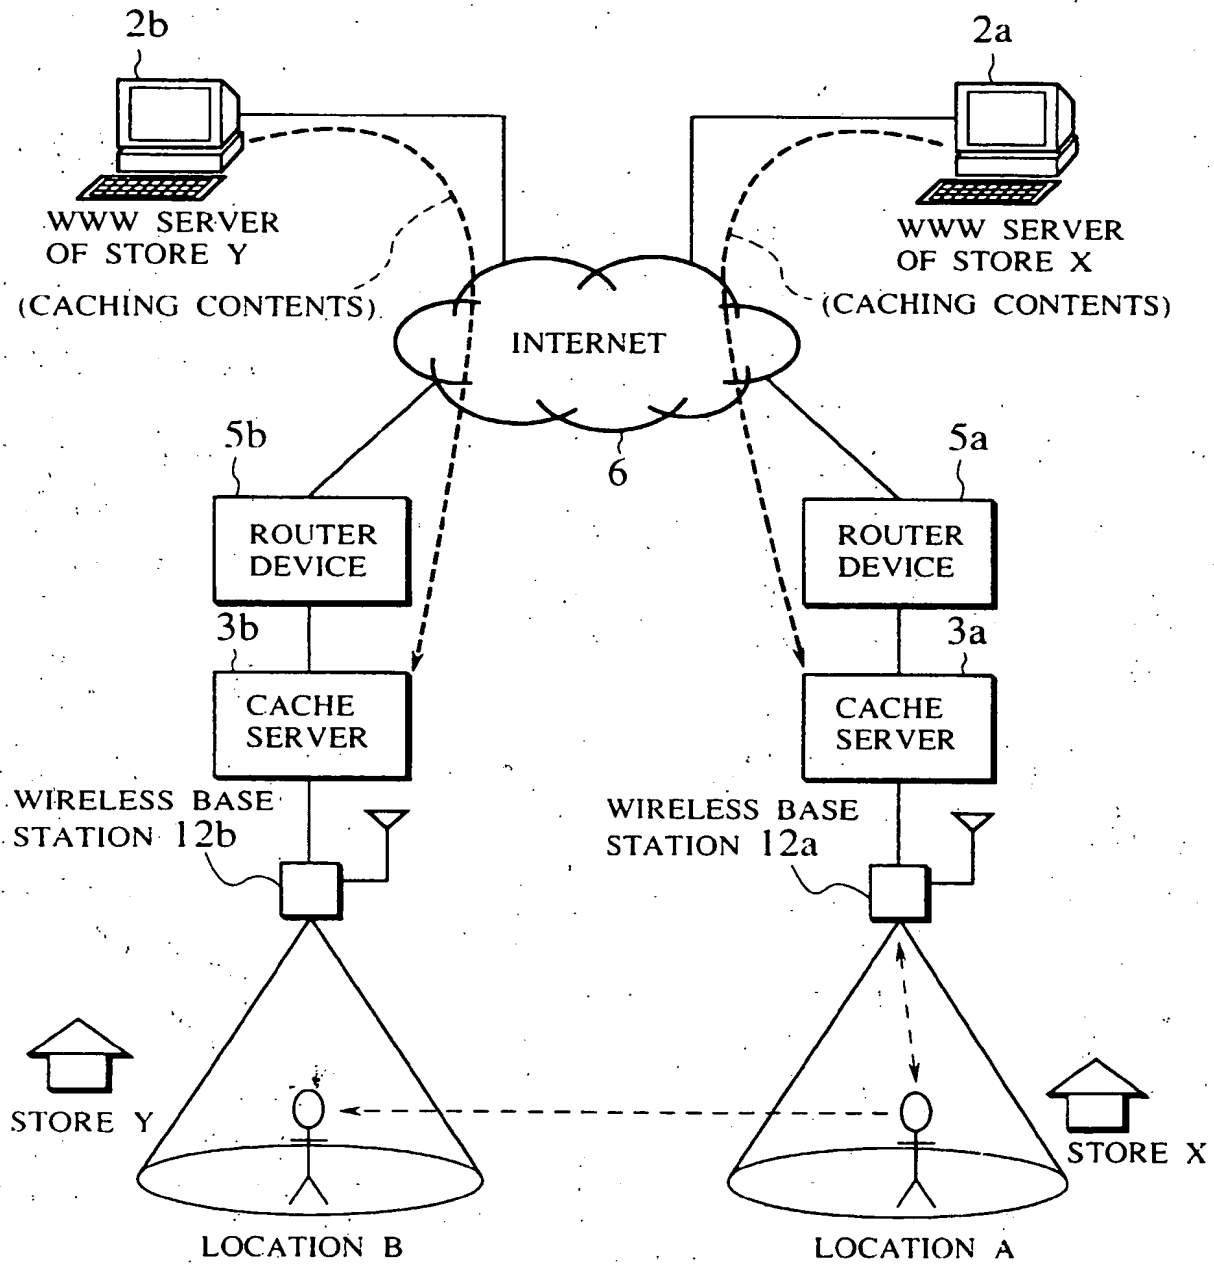 2b
2a
WWW SERVER
OF STORE Y
(CACHING CONTENTS)
WWW SERVER
OF STORE X
(CACHING CONTENTS)
INTERNET
6
5b
5a
ROUTER
DEVICE
ROUTER
DEVICE
3b
3a
CACHE
SERVER
CACHE
SERVER
WIRELESS BASE
STATION 12b
WIRELESS BASE
STATION 12a
STORE Y
STORE X
LOCATION B
LOCATION A